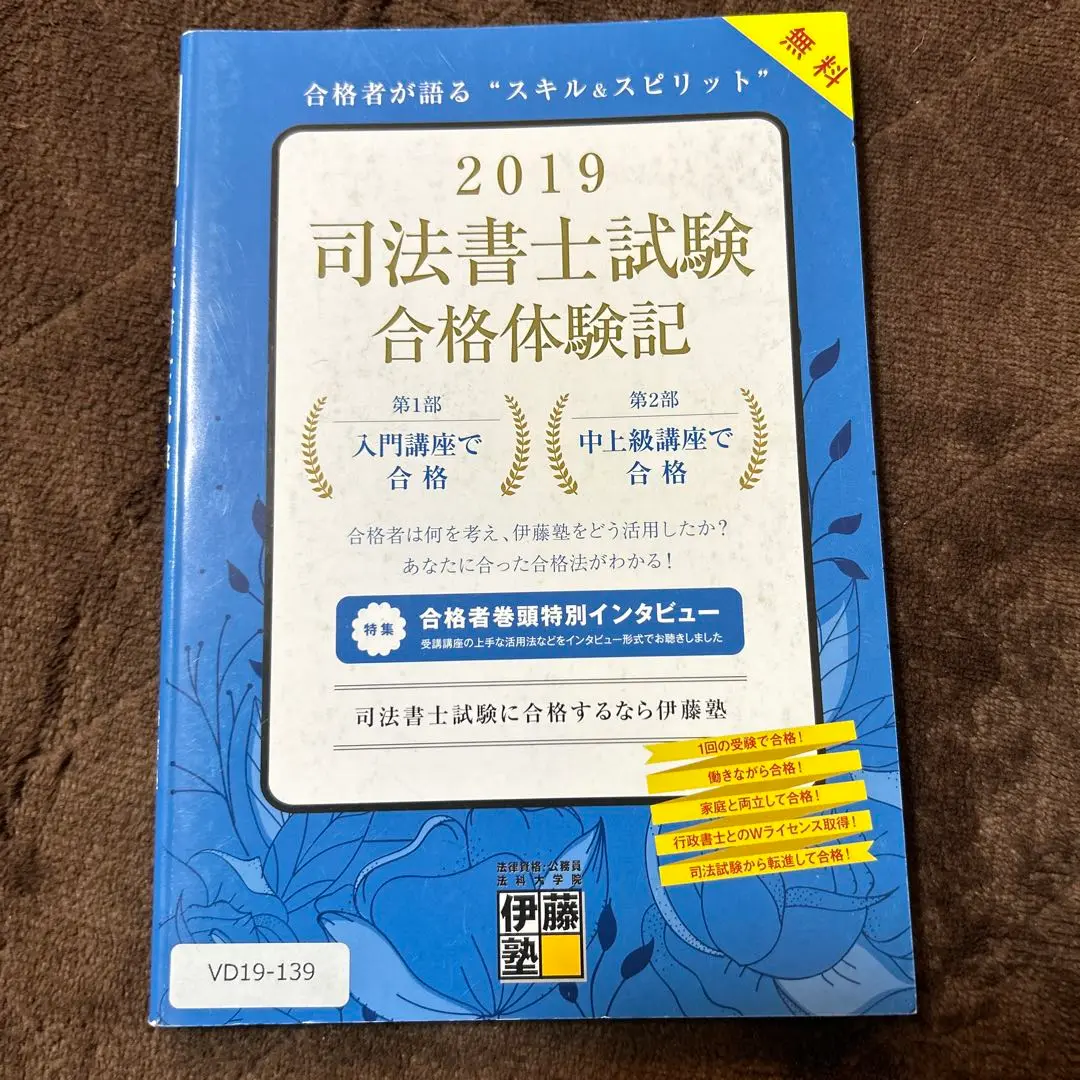 無料
合格者が語る“スキル&スピリット”
2019
司法書士試験
合格体験記
第1部
入門講座で
合格
第2部
中上級講座で
合格
合格者は何を考え、伊藤塾をどう活用したか?
あなたに合った合格法がわかる!
特集
合格者巻頭特別インタビュー
受講講座の上手な活用法などをインタビュー形式でお聴きしました
司法書士試験に合格するなら伊藤塾
1回の受験で合格!
働きながら合格!
家庭と両立して合格!
行政書士とのWライセンス取得!
司法試験から転進して合格!
法律資格・公務員
法科大学院
伊藤塾
VD19-139